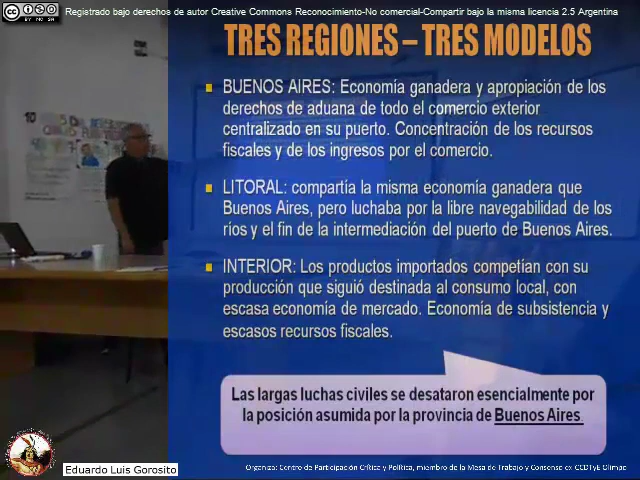 Registrado bajo derechos de autor Creative Commons Reconocimiento-No comercial-Compartir bajo la misma licencia 2.5 Argentina
TRES REGIONES – TRES MODELOS
BUENOS AIRES: Economía ganadera y apropiación de los
derechos de aduana de todo el comercio exterior
centralizado en su puerto. Concentración de los recursos
fiscales y de los ingresos por el comercio.
LITORAL: compartía la misma economía ganadera que
Buenos Aires, pero luchaba por la libre navegabilidad de los
ríos y el fin de la intermediación del puerto de Buenos Aires.
INTERIOR: Los productos importados competían con su
producción que siguió destinada al consumo local, con
escasa economía de mercado. Economía de subsistencia y
escasos recursos fiscales.
Las largas luchas civiles se desataron esencialmente por
la posición asumida por la provincia de Buenos Aires.
Eduardo Luis Gorosito
Organiza: Centro de Participación Crítica y Política, miembro de la Mesa de Trabajo y Consenso ex-CCDTyE Olimpo